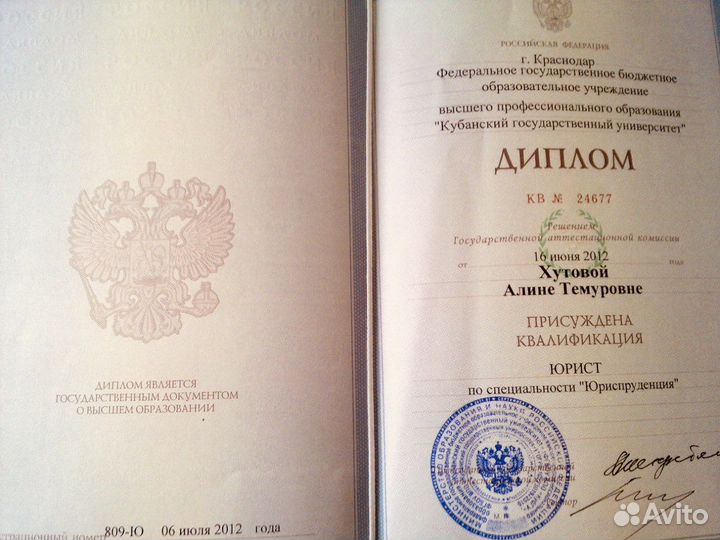 ДИПЛОМ ЯВЛЯЕТСЯ
ГОСУДАРСТВЕННЫМ ДОКУМЕНТОМ
О ВЫСШЕМ ОБРАЗОВАНИИ
страционный номер 809-Ю 06 июля 2012 года
РОССИЙСКАЯ ФЕДЕРАЦИЯ
г. Краснодар
Федеральное государственное бюджетное
образовательное учреждение
высшего профессионального образования
"Кубанский государственный университет"
ДИПЛОМ
КВ № 24677
Решением
Государственной аттестационной комиссии
от 16 июня 2012 года
Хутовой
Алине Темуровне
ПРИСУЖДЕНА
КВАЛИФИКАЦИЯ
ЮРИСТ
по специальности "Юриспруденция"
Avito